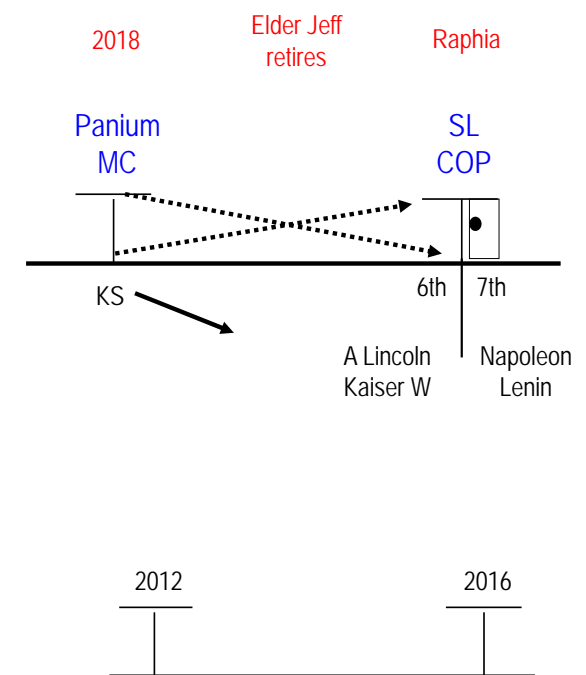 2018
Elder Jeff
retires
Raphia
Panium
MC
SL
COP
KS
6th
7th
A Lincoln
Kaiser W
Napoleon
Lenin
2012
2016